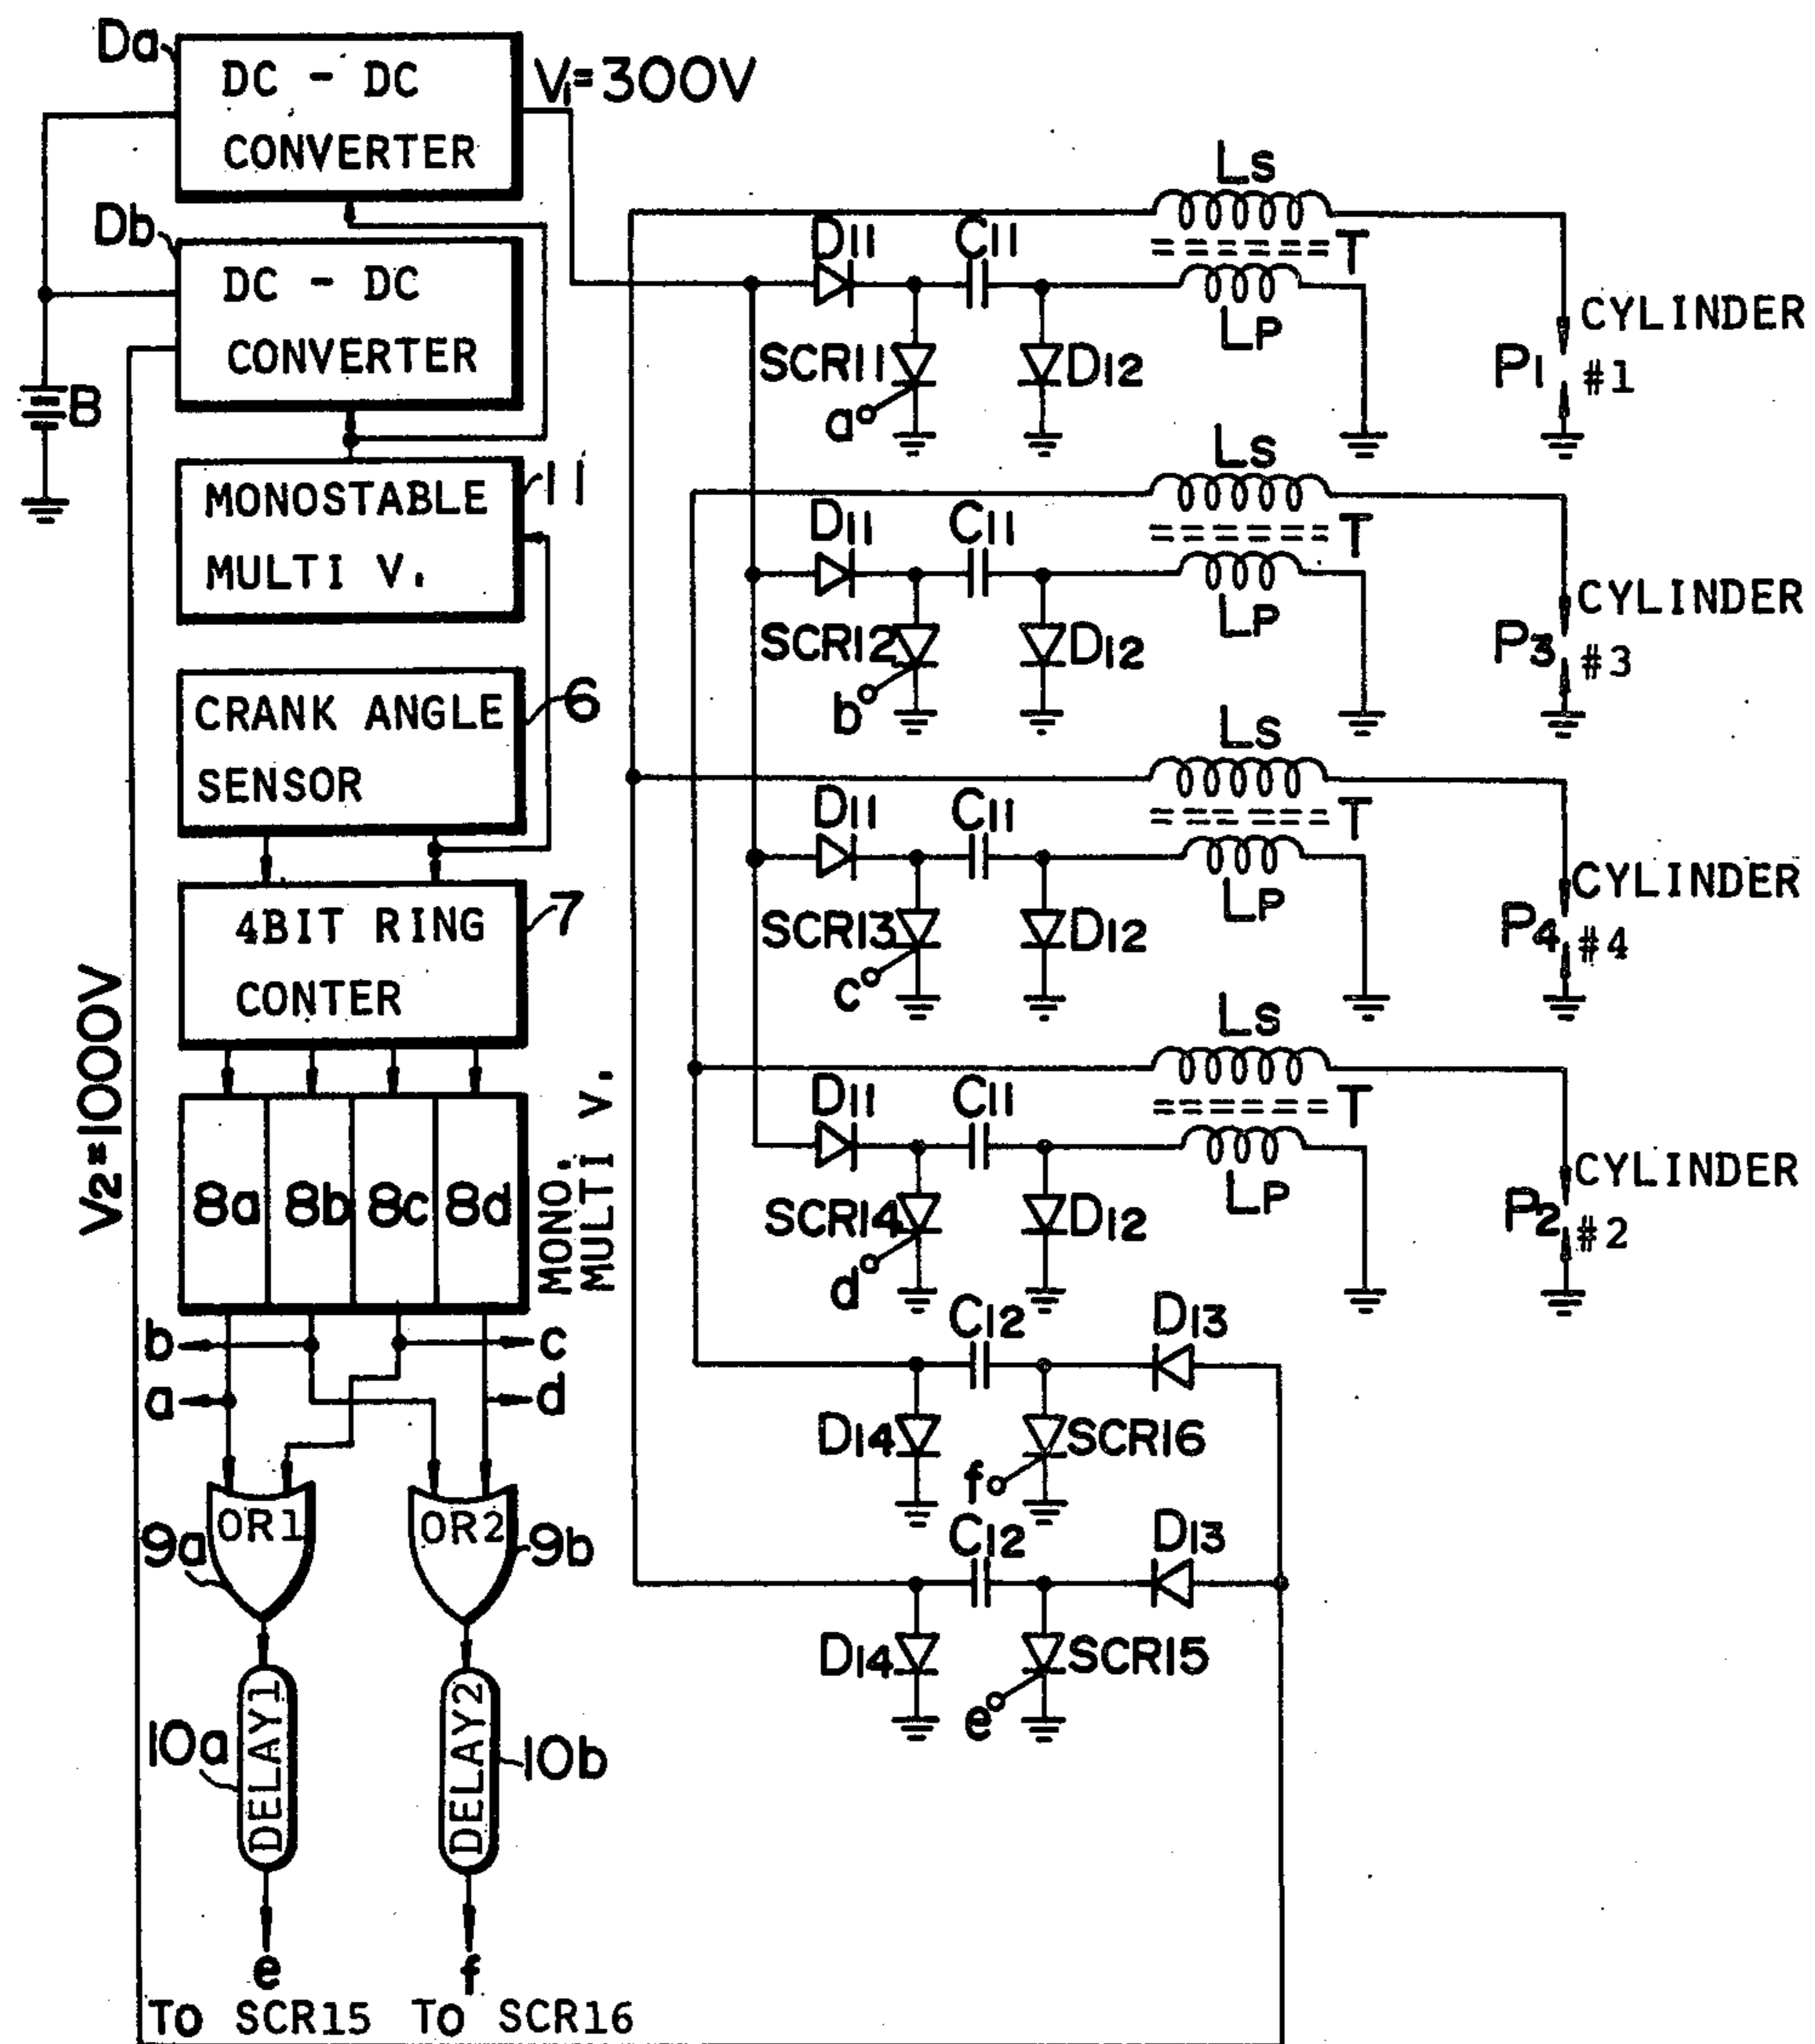 Da
DC - DC
CONVERTER
V1=300V
Db
DC - DC
CONVERTER
B
MONOSTABLE
MULTI V.
11
CRANK ANGLE
SENSOR
6
4BIT RING
CONTER
7
V2=1000V
8a 8b 8c 8d
MONO.
MULTI V.
b
c
a
d
OR1
OR2
9a
9b
DELAY1
DELAY2
10a
10b
e
f
To SCR15 To SCR16
Ls
D11
C11
T
LP
SCR11
D12
a
CYLINDER
P1 #1
Ls
D11
C11
T
LP
SCR12
D12
b
CYLINDER
P3 #3
Ls
D11
C11
T
LP
SCR13
D12
c
CYLINDER
P4 #4
Ls
D11
C11
T
LP
SCR14
D12
d
CYLINDER
P2 #2
C12
D13
D14
SCR16
f
C12
D13
D14
SCR15
e